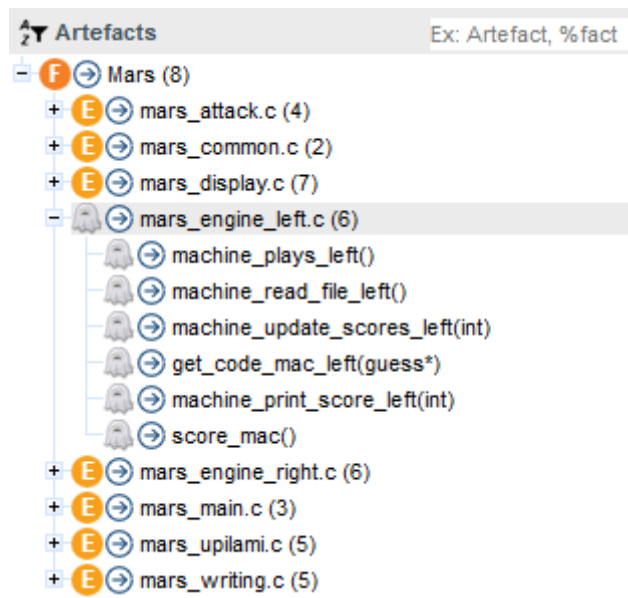 Artefacts Ex: Artefact, %fact
F Mars (8)
E mars_attack.c (4)
E mars_common.c (2)
E mars_display.c (7)
mars_engine_left.c (6)
machine_plays_left()
machine_read_file_left()
machine_update_scores_left(int)
get_code_mac_left(guess*)
machine_print_score_left(int)
score_mac()
E mars_engine_right.c (6)
E mars_main.c (3)
E mars_upilami.c (5)
E mars_writing.c (5)